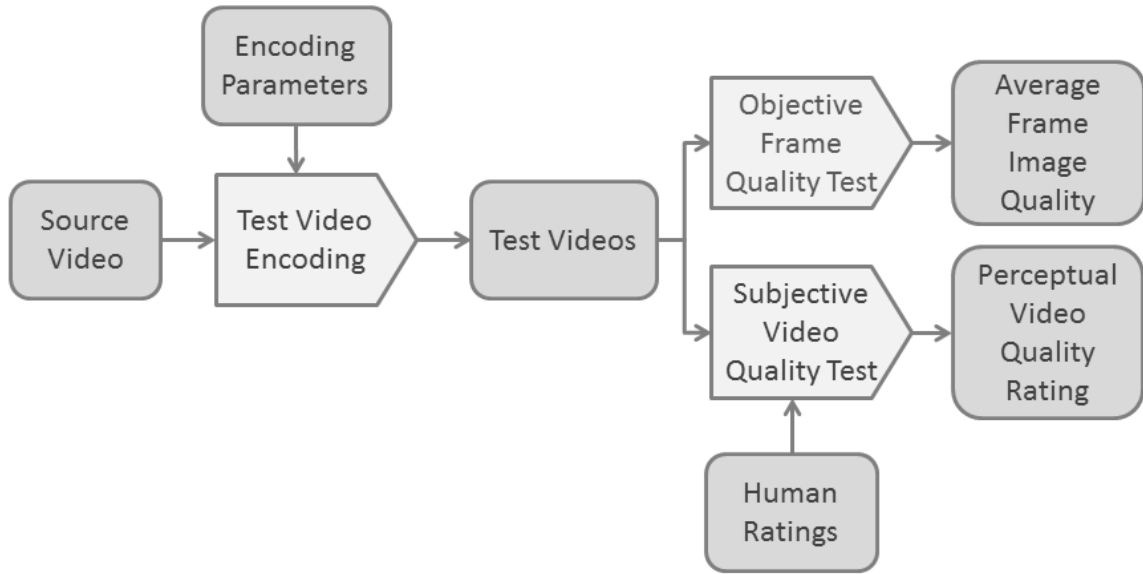 Encoding
Parameters
Source
Video
Test Video
Encoding
Test Videos
Objective
Frame
Quality Test
Average
Frame
Image
Quality
Subjective
Video
Quality Test
Perceptual
Video
Quality
Rating
Human
Ratings